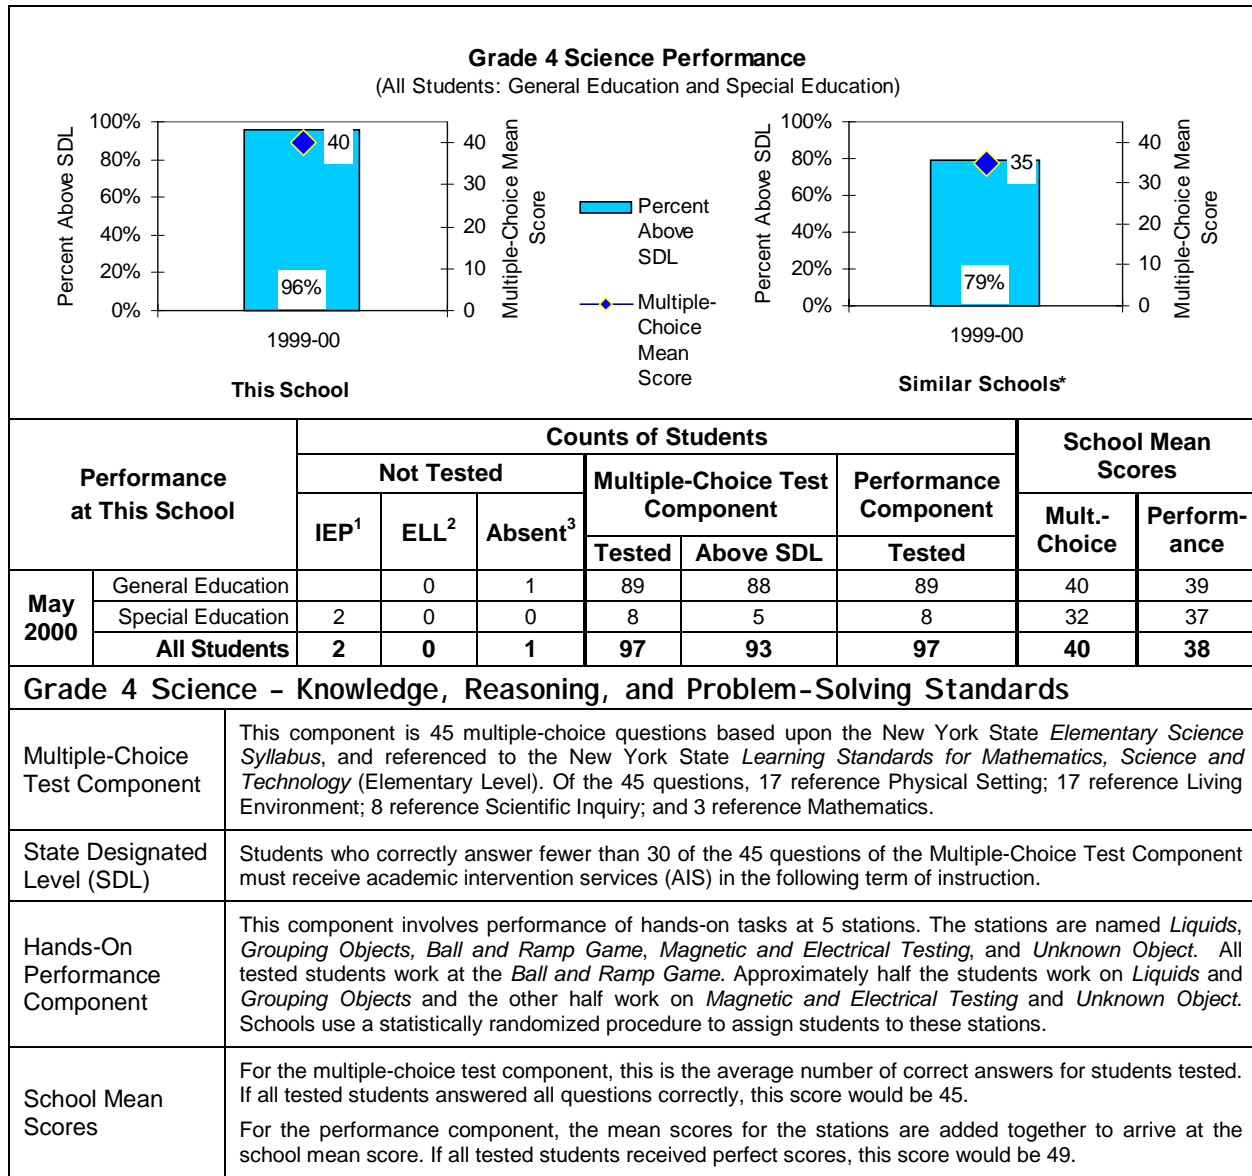 Grade 4 Science Performance
(All Students: General Education and Special Education)
Percent Above SDL
100%
80%
60%
40%
20%
0%
40
96%
40
30
20
10
0
Multiple-Choice Mean Score
1999-00
This School
Percent Above SDL
Multiple-Choice Mean Score
Percent Above SDL
100%
80%
60%
40%
20%
0%
35
79%
40
30
20
10
0
Multiple-Choice Mean Score
1999-00
Similar Schools*
Performance at This School
Counts of Students
School Mean Scores
Not Tested
Multiple-Choice Test Component
Performance Component
IEP1 ELL2 Absent3
Tested Above SDL Tested
Mult.-Choice
Perform-ance
May 2000
General Education 0 1 89 88 89 40 39
Special Education 2 0 0 8 5 8 32 37
All Students 2 0 1 97 93 97 40 38
Grade 4 Science – Knowledge, Reasoning, and Problem-Solving Standards
Multiple-Choice
Test Component
This component is 45 multiple-choice questions based upon the New York State Elementary Science
Syllabus, and referenced to the New York State Learning Standards for Mathematics, Science and
Technology (Elementary Level). Of the 45 questions, 17 reference Physical Setting; 17 reference Living
Environment; 8 reference Scientific Inquiry; and 3 reference Mathematics.
State Designated
Level (SDL)
Students who correctly answer fewer than 30 of the 45 questions of the Multiple-Choice Test Component
must receive academic intervention services (AIS) in the following term of instruction.
Hands-On
Performance
Component
This component involves performance of hands-on tasks at 5 stations. The stations are named Liquids,
Grouping Objects, Ball and Ramp Game, Magnetic and Electrical Testing, and Unknown Object. All
tested students work at the Ball and Ramp Game. Approximately half the students work on Liquids and
Grouping Objects and the other half work on Magnetic and Electrical Testing and Unknown Object.
Schools use a statistically randomized procedure to assign students to these stations.
School Mean
Scores
For the multiple-choice test component, this is the average number of correct answers for students tested.
If all tested students answered all questions correctly, this score would be 45.
For the performance component, the mean scores for the stations are added together to arrive at the
school mean score. If all tested students received perfect scores, this score would be 49.